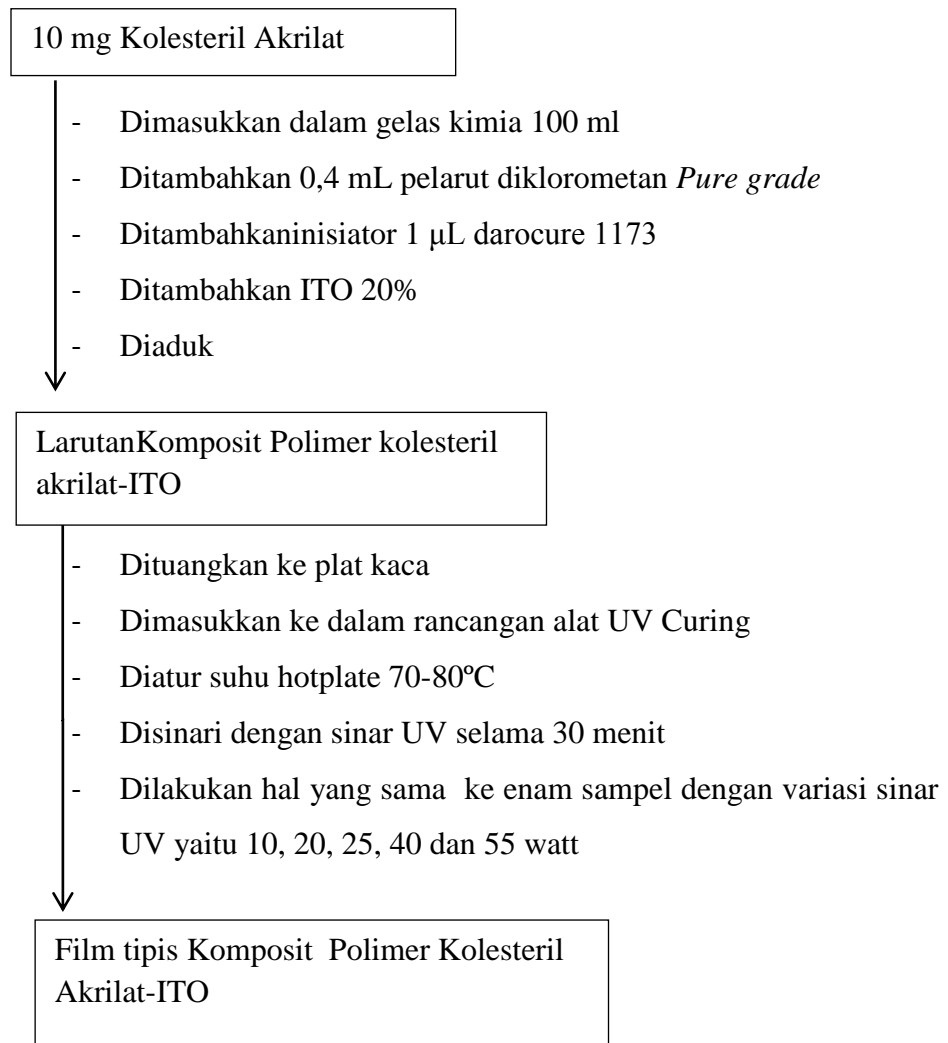 10 mg Kolesteril Akrilat
- Dimasukkan dalam gelas kimia 100 ml
- Ditambahkan 0,4 mL pelarut diklorometan Pure grade
- Ditambahkaninisiator 1 μL darocure 1173
- Ditambahkan ITO 20%
- Diaduk
LarutanKomposit Polimer kolesteril
akrilat-ITO
- Dituangkan ke plat kaca
- Dimasukkan ke dalam rancangan alat UV Curing
- Diatur suhu hotplate 70-80ºC
- Disinari dengan sinar UV selama 30 menit
- Dilakukan hal yang sama ke enam sampel dengan variasi sinar
UV yaitu 10, 20, 25, 40 dan 55 watt
Film tipis Komposit Polimer Kolesteril
Akrilat-ITO